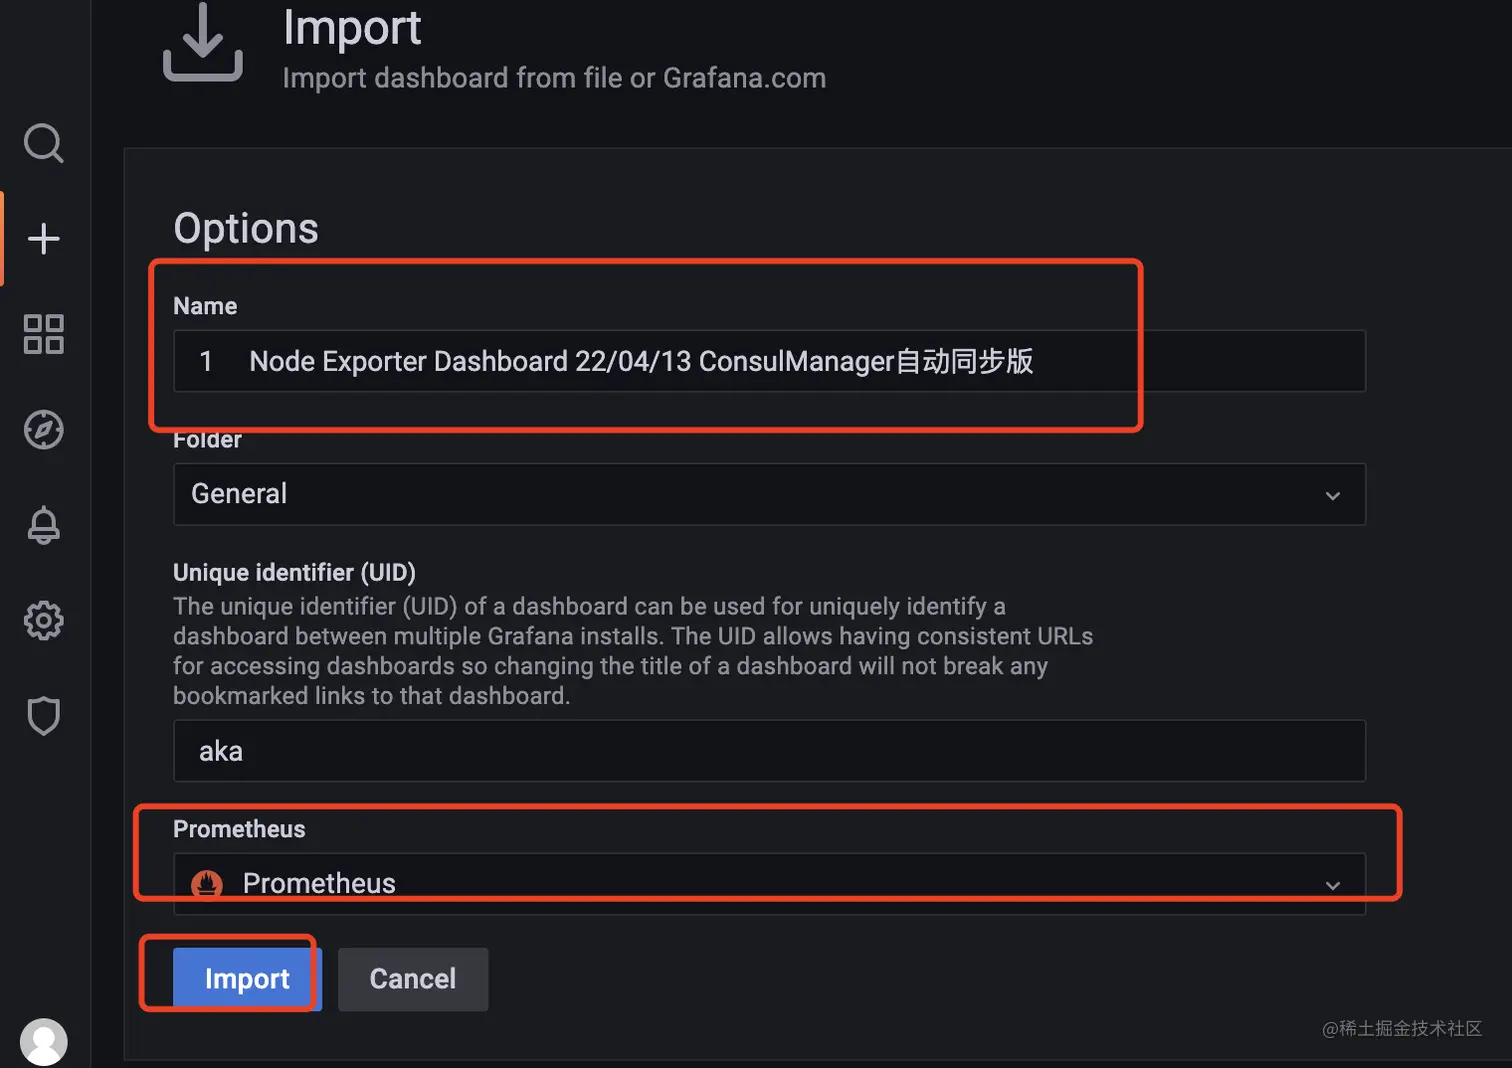 Import
Import dashboard from file or Grafana.com
Options
Name
1 Node Exporter Dashboard 22/04/13 ConsulManager自动同步版
Folder
General
Unique identifier (UID)
The unique identifier (UID) of a dashboard can be used for uniquely identify a
dashboard between multiple Grafana installs. The UID allows having consistent URLs
for accessing dashboards so changing the title of a dashboard will not break any
bookmarked links to that dashboard.
aka
Prometheus
Prometheus
Import Cancel
@稀土掘金技术社区